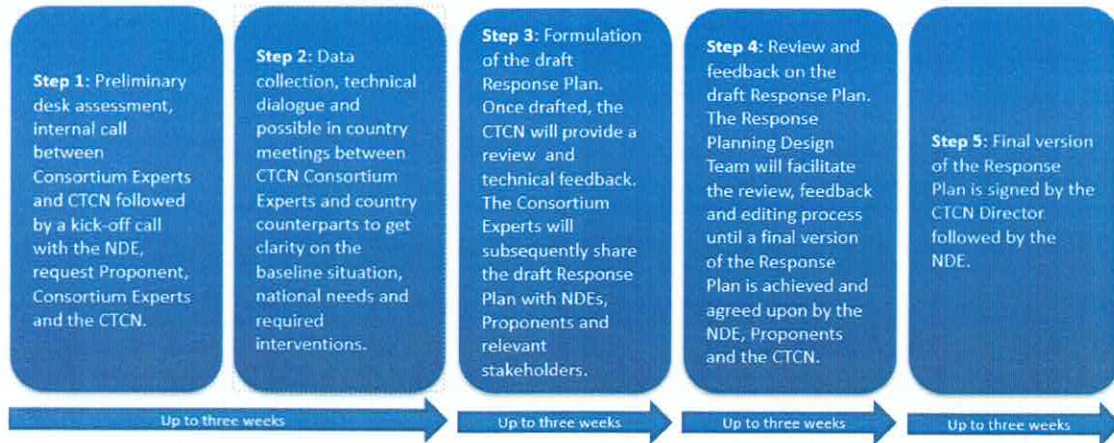 Step 1: Preliminary
desk assessment,
internal call
between
Consortium Experts
and CTCN followed
by a kick-off call
with the NDE,
request Proponent,
Consortium Experts
and the CTCN.
Step 2: Data
collection, technical
dialogue and
possible in country
meetings between
CTCN Consortium
Experts and country
counterparts to get
clarity on the
baseline situation,
national needs and
required
interventions.
Step 3: Formulation
of the draft
Response Plan.
Once drafted, the
CTCN will provide a
review and
technical feedback.
The Consortium
Experts will
subsequently share
the draft Response
Plan with NDEs,
Proponents and
relevant
stakeholders.
Step 4: Review and
feedback on the
draft Response Plan.
The Response
Planning Design
Team will facilitate
the review, feedback
and editing process
until a final version
of the Response
Plan is achieved and
agreed upon by the
NDE, Proponents
and the CTCN.
Step 5: Final version
of the Response
Plan is signed by the
CTCN Director
followed by the
NDE.
Up to three weeks
Up to three weeks
Up to three weeks
Up to three weeks